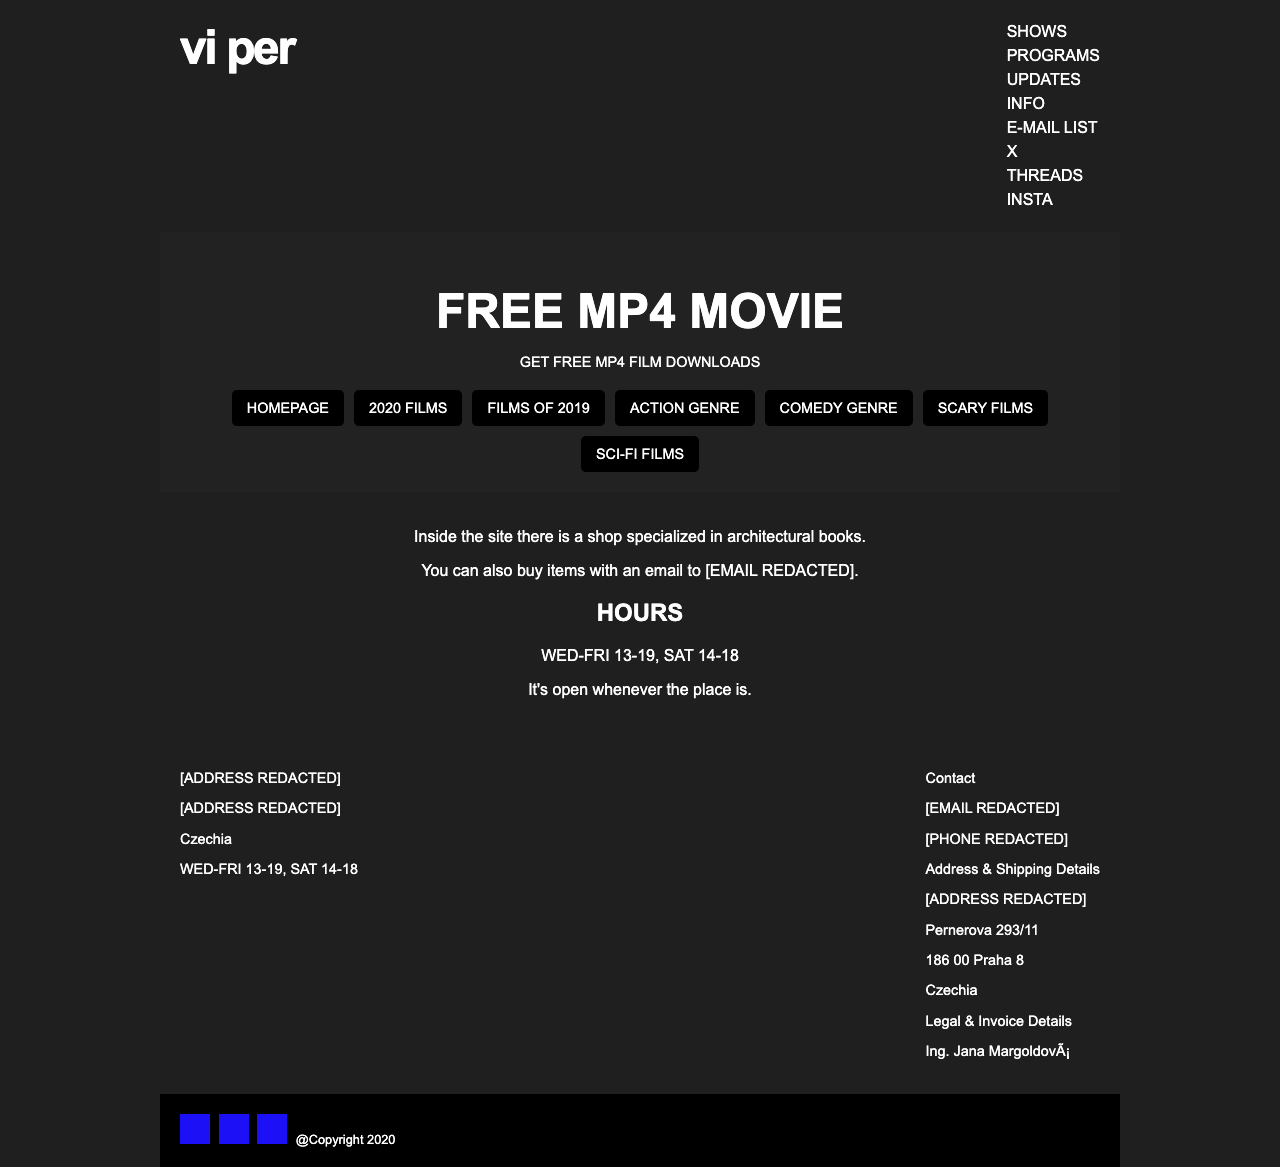 vi per
SHOWS
PROGRAMS
UPDATES
INFO
E-MAIL LIST
X
THREADS
INSTA
FREE MP4 MOVIE
GET FREE MP4 FILM DOWNLOADS
HOMEPAGE 2020 FILMS FILMS OF 2019 ACTION GENRE COMEDY GENRE SCARY FILMS
SCI-FI FILMS
Inside the site there is a shop specialized in architectural books.
You can also buy items with an email to [EMAIL REDACTED].
HOURS
WED-FRI 13-19, SAT 14-18
It's open whenever the place is.
[ADDRESS REDACTED]
[ADDRESS REDACTED]
Czechia
WED-FRI 13-19, SAT 14-18
Contact
[EMAIL REDACTED]
[PHONE REDACTED]
Address & Shipping Details
[ADDRESS REDACTED]
Pernerova 293/11
186 00 Praha 8
Czechia
Legal & Invoice Details
Ing. Jana MargoldovÃ¡
@Copyright 2020